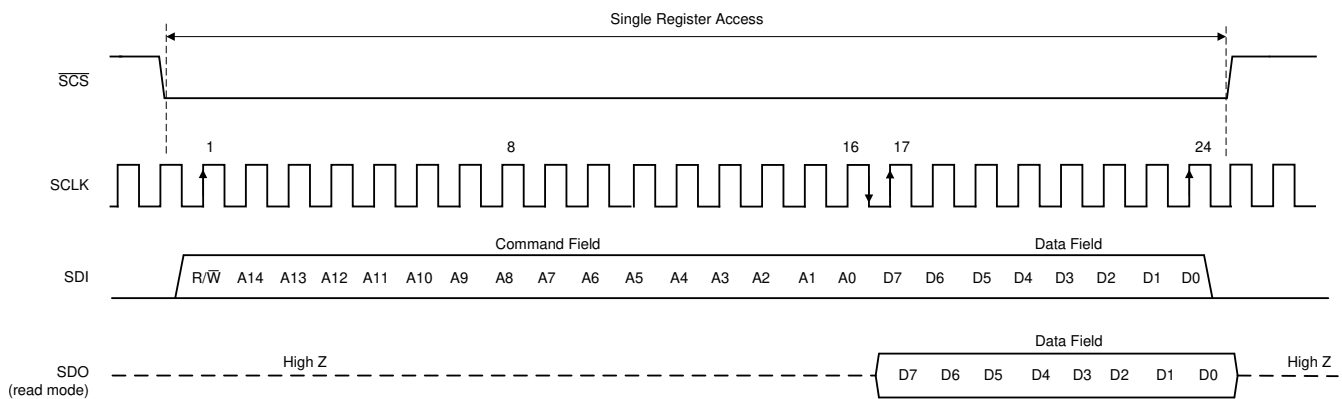 Single Register Access
S̅C̅S̅
1 8 16 17 24
SCLK
Command Field Data Field
SDI R/W̅ A14 A13 A12 A11 A10 A9 A8 A7 A6 A5 A4 A3 A2 A1 A0 D7 D6 D5 D4 D3 D2 D1 D0
Data Field
High Z High Z
SDO
(read mode)
D7 D6 D5 D4 D3 D2 D1 D0